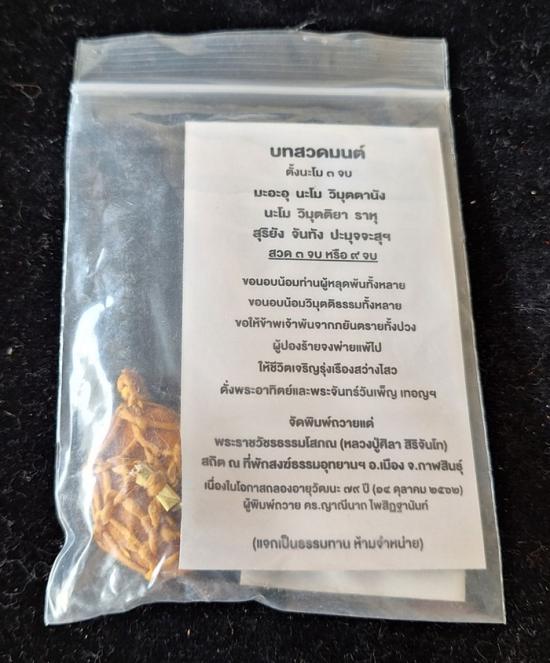 บทสวดมนต์
ตั้งนะโม ๓ จบ
มะอะอุ นะโม วิมุตตานัง
นะโม วิมุตติยา ราหุ
สุริยัง จันทัง ปะมุจจะสุฯ
สวด ๓ จบ หรือ ๙ จบ
ขอนอบน้อมท่านผู้หลุดพ้นทั้งหลาย
ขอนอบน้อมวิมุตติธรรมทั้งหลาย
ขอให้ข้าพเจ้าพ้นจากภยันตรายทั้งปวง
ผู้ปองร้ายจงพ่ายแพ้ไป
ให้ชีวิตเจริญรุ่งเรืองสว่างไสว
ดั่งพระอาทิตย์และพระจันทร์วันเพ็ญ เทอญฯ
จัดพิมพ์ถวายแด่
พระราชวัชรธรรมโสภณ (หลวงปู่ศิลา สิริจันโท)
สถิต ณ ที่พักสงฆ์ธรรมอุทยานฯ อ.เมือง จ.กาฬสินธุ์
เนื่องในโอกาสฉลองอายุวัฒนะ ๗๙ ปี (๑๔ ตุลาคม ๒๕๖๒)
ผู้พิมพ์ถวาย ดร.ญาณีนาถ ไพสิฏฐานันท์
(แจกเป็นธรรมทาน ห้ามจำหน่าย)